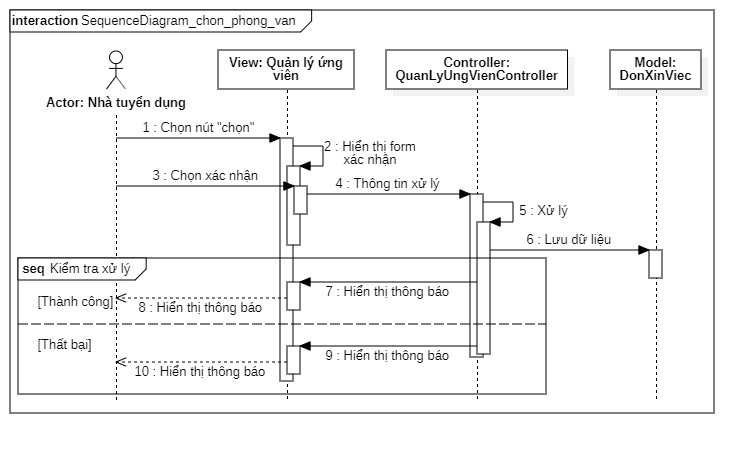 interaction SequenceDiagram_chon_phong_van
Actor: Nhà tuyển dụng
View: Quản lý ứng
viên
Controller:
QuanLyUngVienController
Model:
DonXinViec
1 : Chọn nút "chọn"
2 : Hiển thị form
xác nhận
3 : Chọn xác nhận
4 : Thông tin xử lý
5 : Xử lý
6 : Lưu dữ liệu
seq Kiểm tra xử lý
7 : Hiển thị thông báo
[Thành công]
8 : Hiển thị thông báo
[Thất bại]
9 : Hiển thị thông báo
10 : Hiển thị thông báo